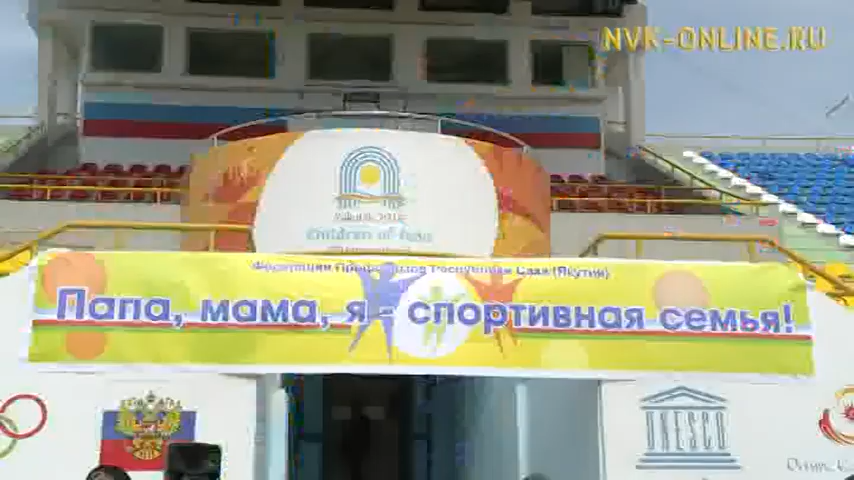 NVK-ONLINE.RU
Children of Asia
Федерация Профсоюзов Республики Саха (Якутия)
Папа, мама, я - спортивная семья!
UNESCO